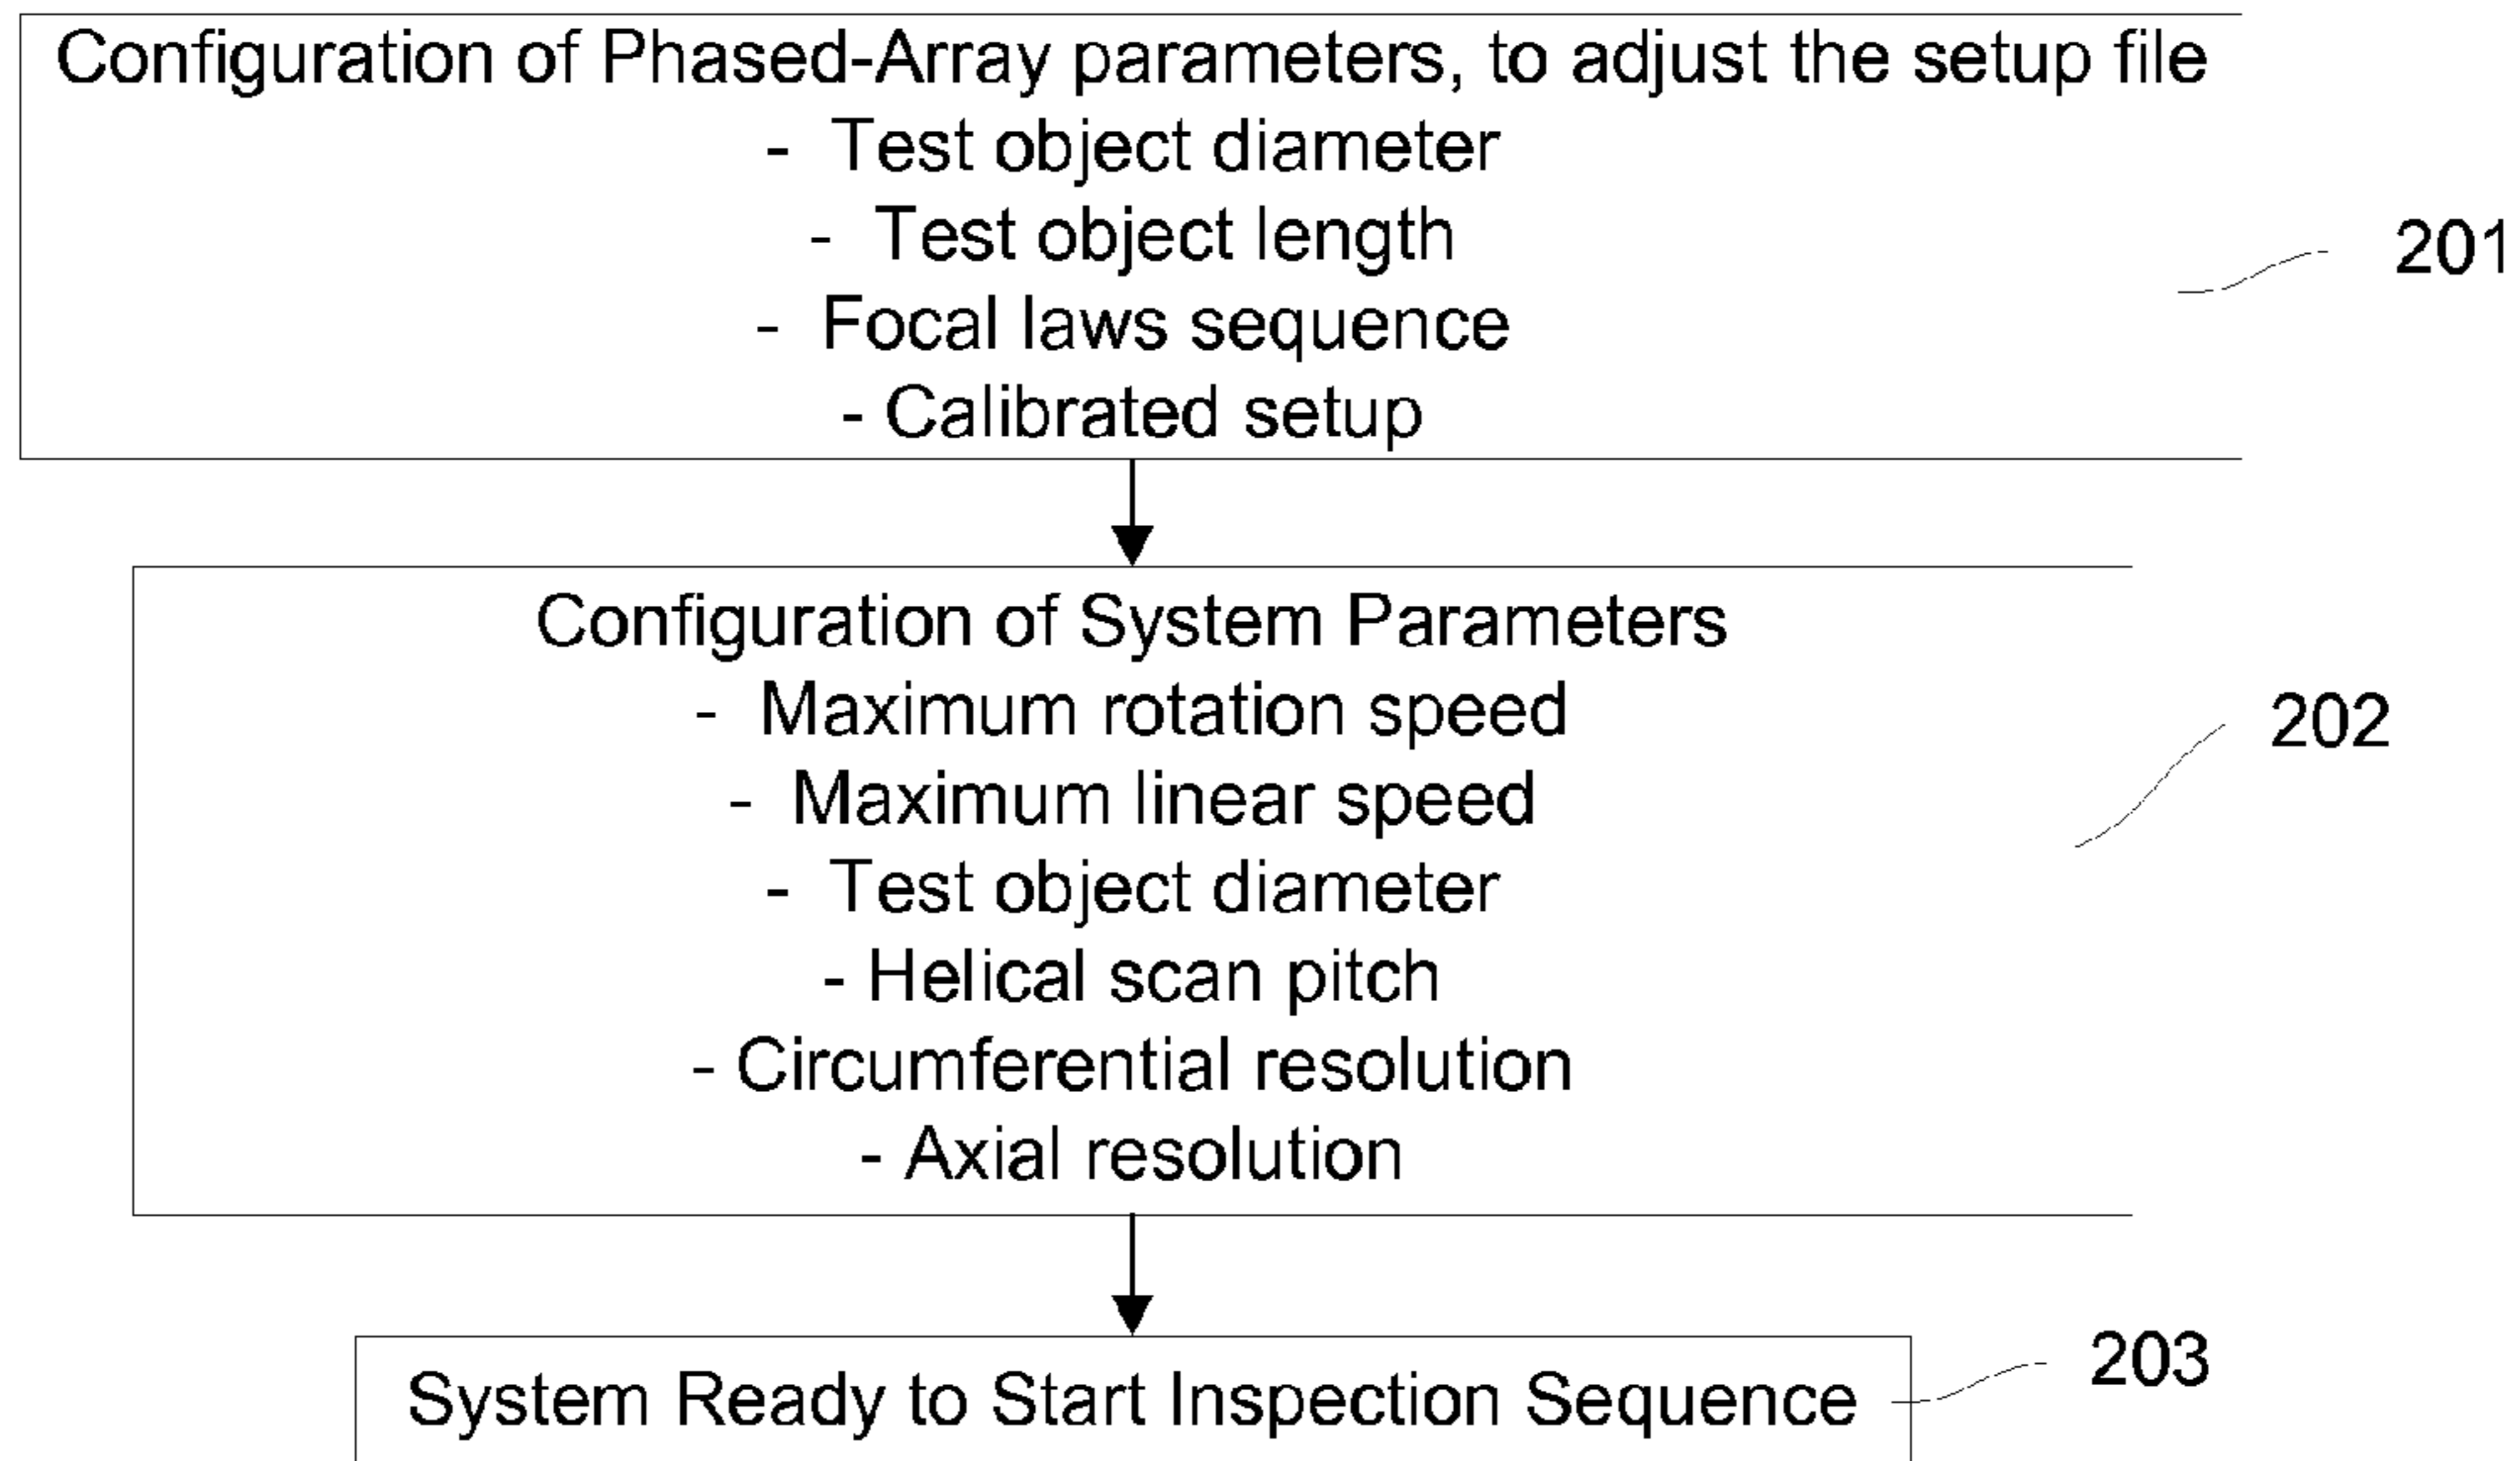 Configuration of Phased-Array parameters, to adjust the setup file
- Test object diameter
- Test object length
- Focal laws sequence
- Calibrated setup
201
Configuration of System Parameters
- Maximum rotation speed
- Maximum linear speed
- Test object diameter
- Helical scan pitch
- Circumferential resolution
- Axial resolution
202
System Ready to Start Inspection Sequence
203